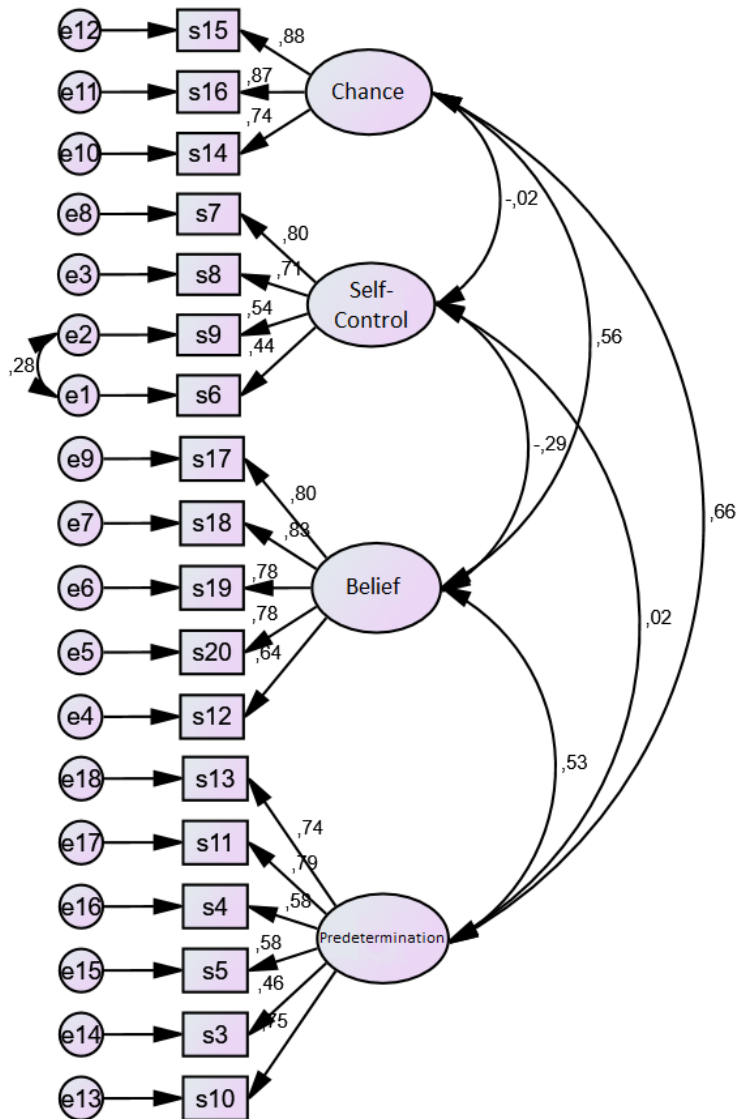 e12 s15
,88
e11 s16 ,87 Chance
,74
e10 s14
e8 s7
-,02
,80
e3 s8 ,71
Self-
Control
e2 s9 ,54
,56
,28
,44
e1 s6
e9 s17
-,29
,80
e7 s18 ,83
,66
e6 s19 ,78 Belief
,78
,02
e5 s20 ,64
e4 s12
,53
e18 s13
,74
e17 s11
,79
e16 s4 ,58
Predetermination
,58
e15 s5
,46
e14 s3 ,75
e13 s10